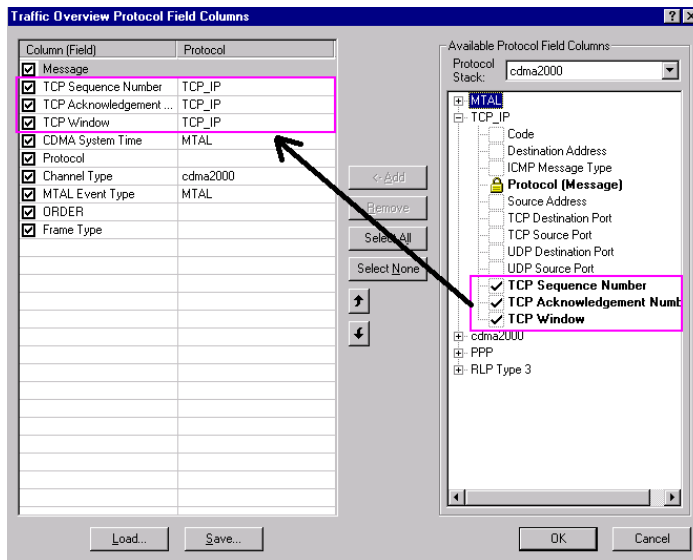 Traffic Overview Protocol Field Columns
Column (Field) Protocol
Message
TCP Sequence Number TCP_IP
TCP Acknowledgement ... TCP_IP
TCP Window TCP_IP
CDMA System Time MTAL
Protocol
Channel Type cdma2000
MTAL Event Type MTAL
ORDER
Frame Type
<- Add
Remove
Select All
Select None
Available Protocol Field Columns
Protocol Stack: cdma2000
MTAL
TCP_IP
Code
Destination Address
ICMP Message Type
Protocol (Message)
Source Address
TCP Destination Port
TCP Source Port
UDP Destination Port
UDP Source Port
TCP Sequence Number
TCP Acknowledgement Numb
TCP Window
cdma2000
PPP
RLP Type 3
Load... Save... OK Cancel